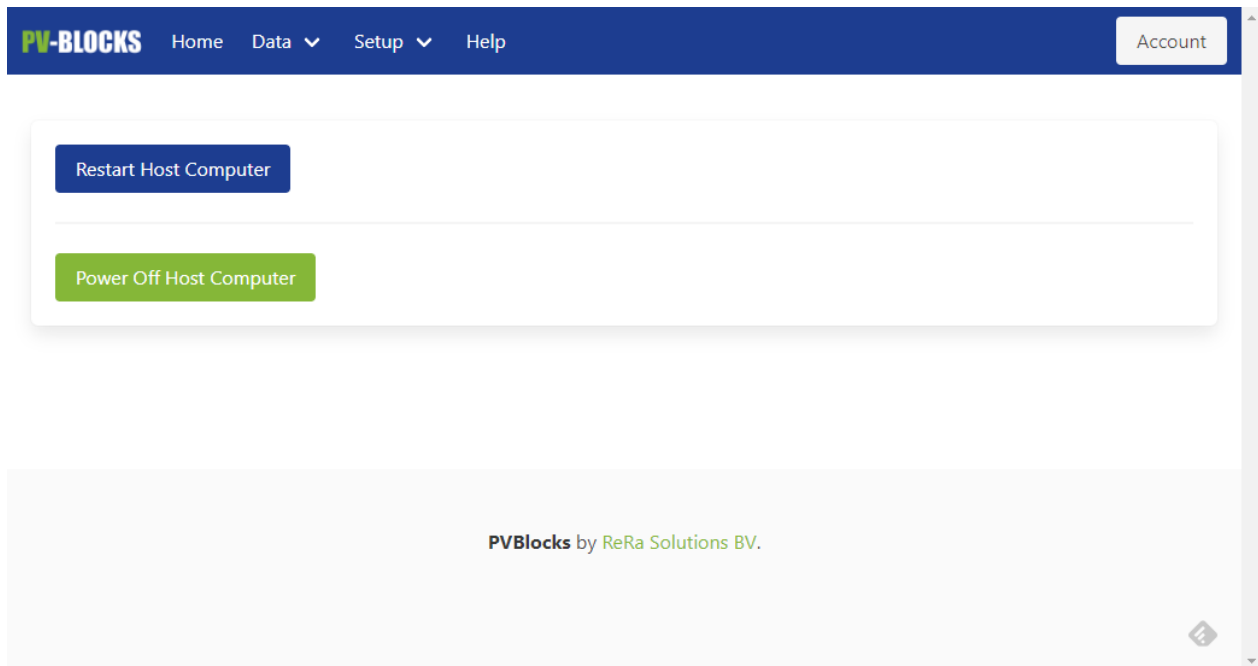 PV-BLOCKS Home Data Setup Help Account
Restart Host Computer
Power Off Host Computer
PVBlocks by ReRa Solutions BV.